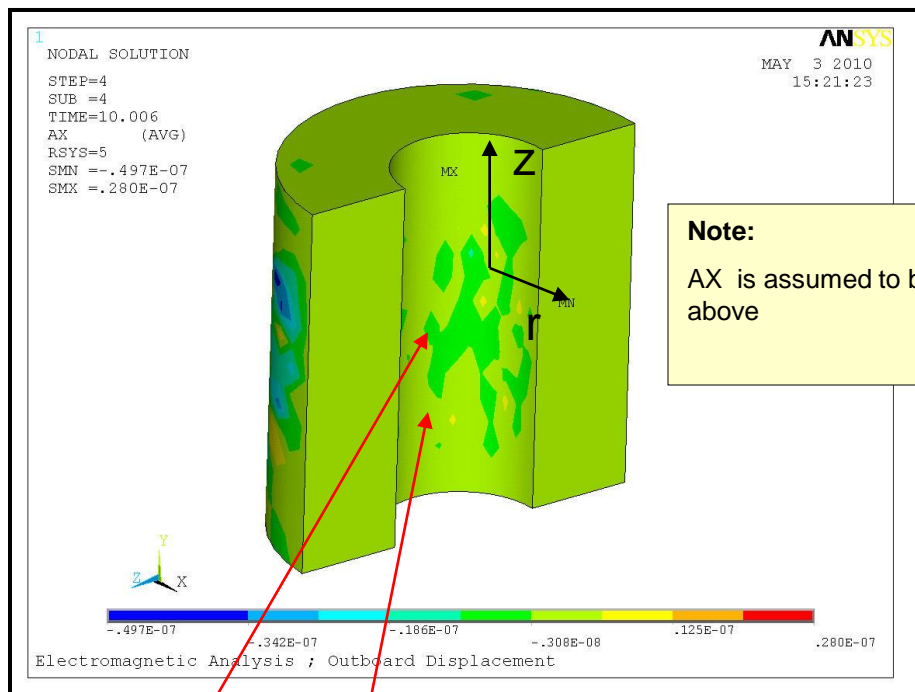 1
NODAL SOLUTION
STEP=4
SUB =4
TIME=10.006
AX (AVG)
RSYS=5
SMN =-.497E-07
SMX =.280E-07
ANSYS
MAY 3 2010
15:21:23
MX
z
MN
r
Note:
AX is assumed to b
above
Y
Z
X
-.497E-07
-.342E-07
-.186E-07
-.308E-08
.125E-07
.280E-07
Electromagnetic Analysis ; Outboard Displacement